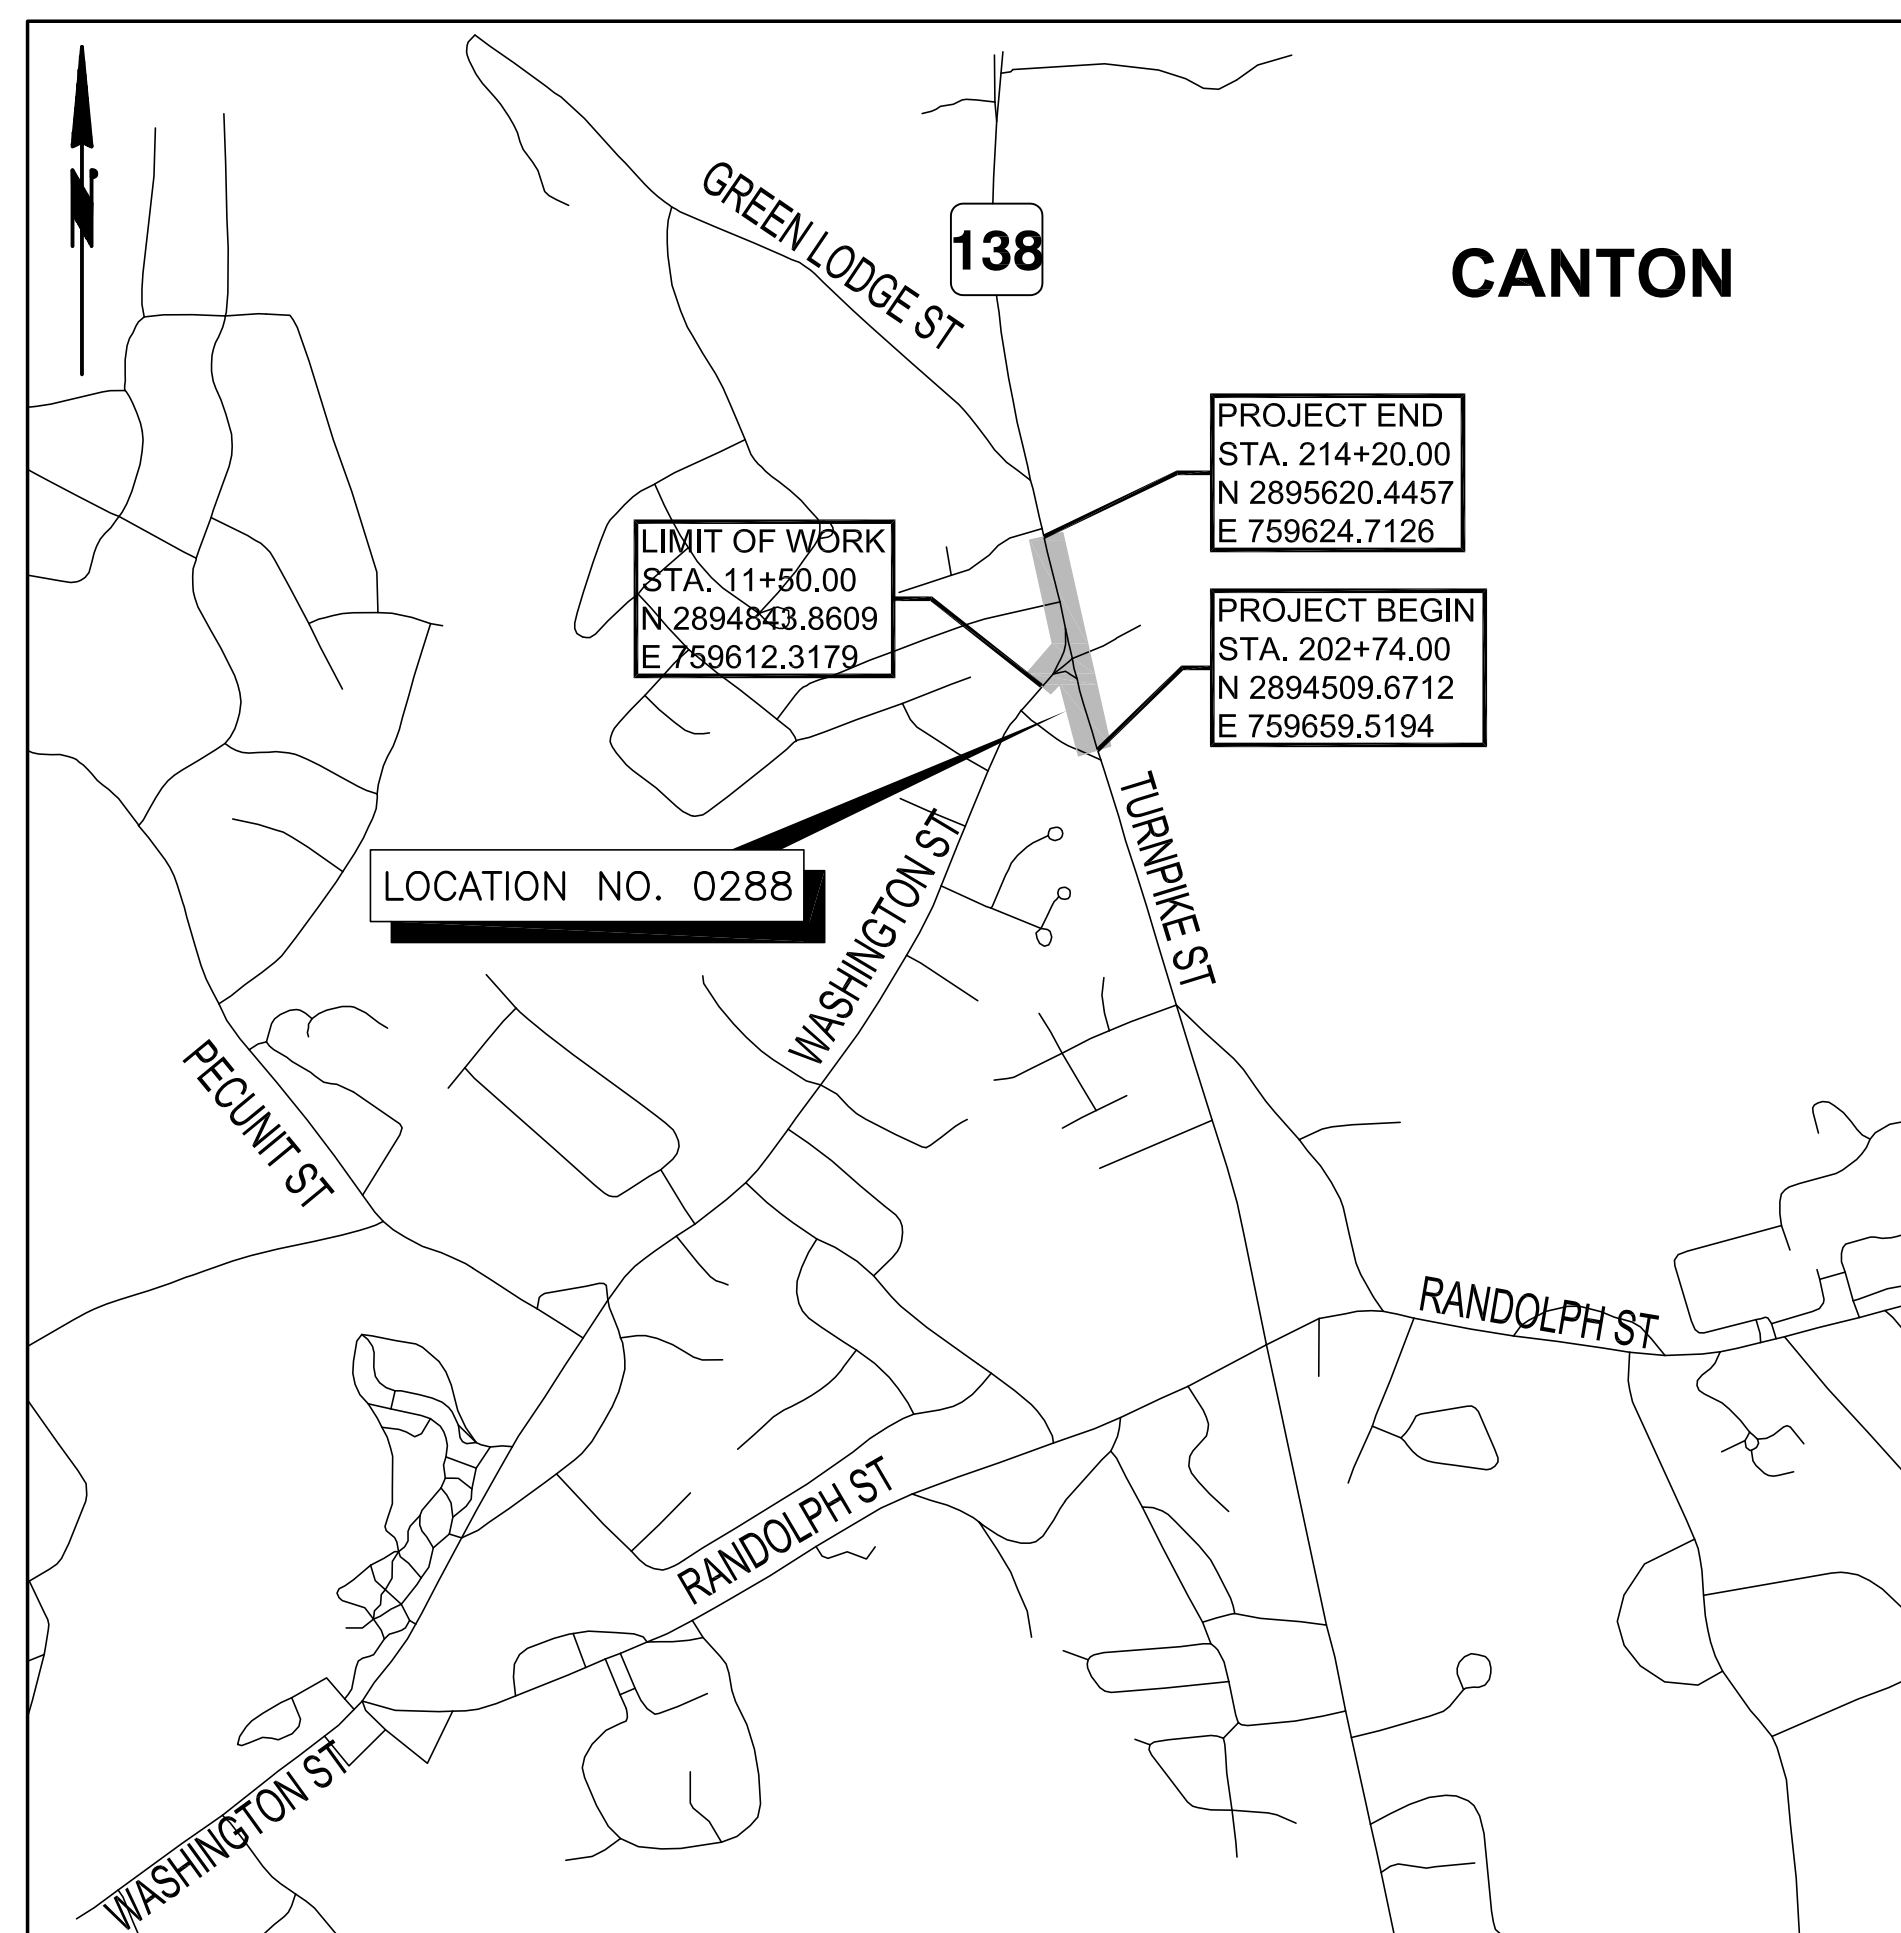 N
GREEN LODGE ST
138
CANTON
PROJECT END
STA. 214+20.00
N 2895620.4457
E 759624.7126
LIMIT OF WORK
STA. 11+50.00
N 2894843.8609
E 759612.3179
PROJECT BEGIN
STA. 202+74.00
N 2894509.6712
E 759659.5194
TURNPIKE ST
WASHINGTON ST
LOCATION NO. 0288
PECUNIT ST
RANDOLPH ST
RANDOLPH ST
WASHINGTON ST